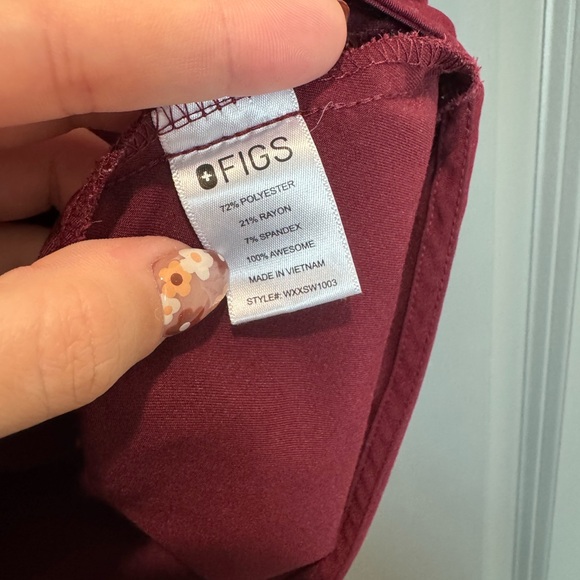 FIGS
72% POLYESTER
21% RAYON
7% SPANDEX
100% AWESOME
MADE IN VIETNAM
STYLE#: WXXSW1003